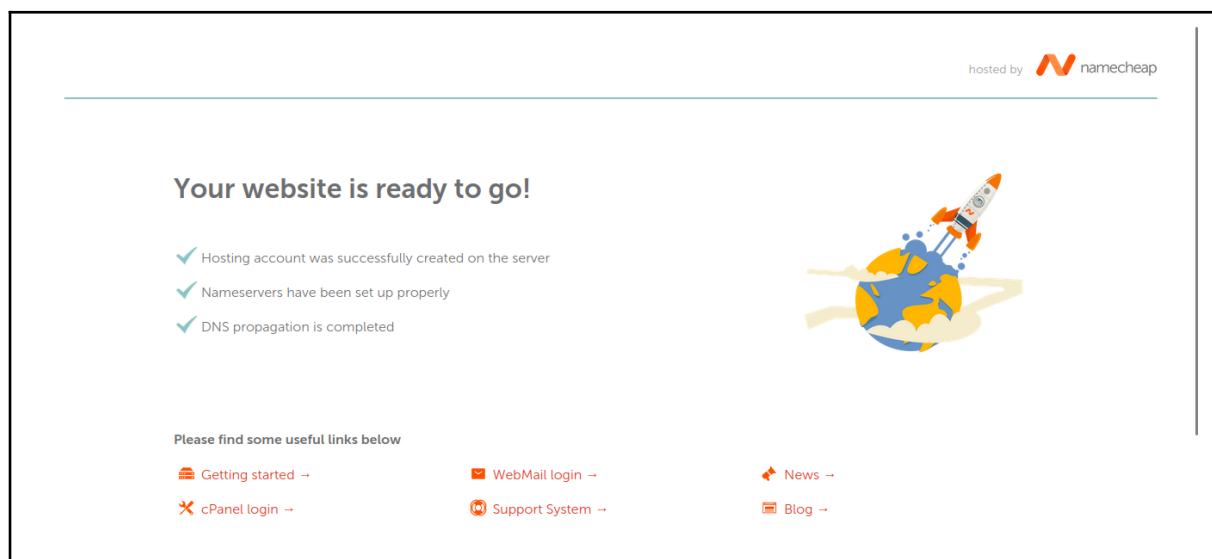 hosted by namecheap
Your website is ready to go!
Hosting account was successfully created on the server
Nameservers have been set up properly
DNS propagation is completed
Please find some useful links below
Getting started →
WebMail login →
News →
cPanel login →
Support System →
Blog →